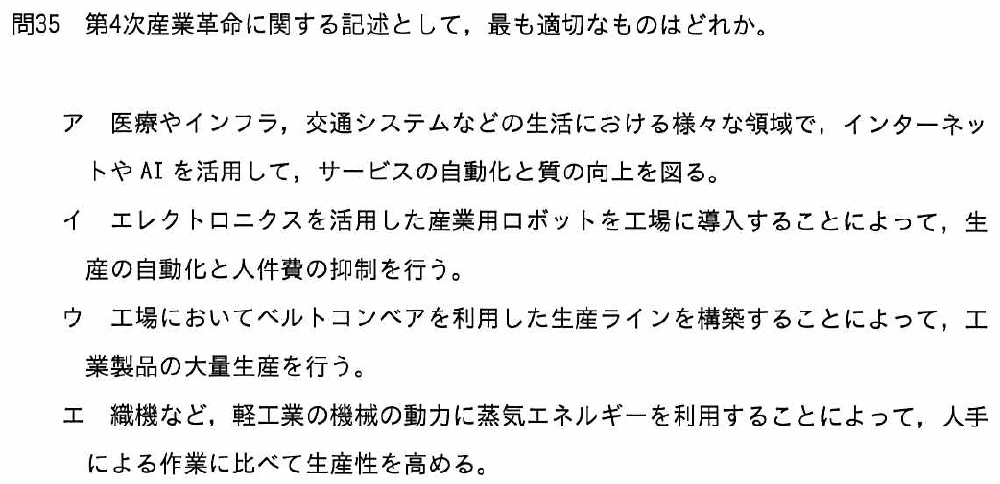 問35 第4次産業革命に関する記述として，最も適切なものはどれか。
ア 医療やインフラ，交通システムなどの生活における様々な領域で，インターネッ
トや AI を活用して，サービスの自動化と質の向上を図る。
イ エレクトロニクスを活用した産業用ロボットを工場に導入することによって，生
産の自動化と人件費の抑制を行う。
ウ 工場においてベルトコンベアを利用した生産ラインを構築することによって，工
業製品の大量生産を行う。
エ 織機など，軽工業の機械の動力に蒸気エネルギーを利用することによって，人手
による作業に比べて生産性を高める。